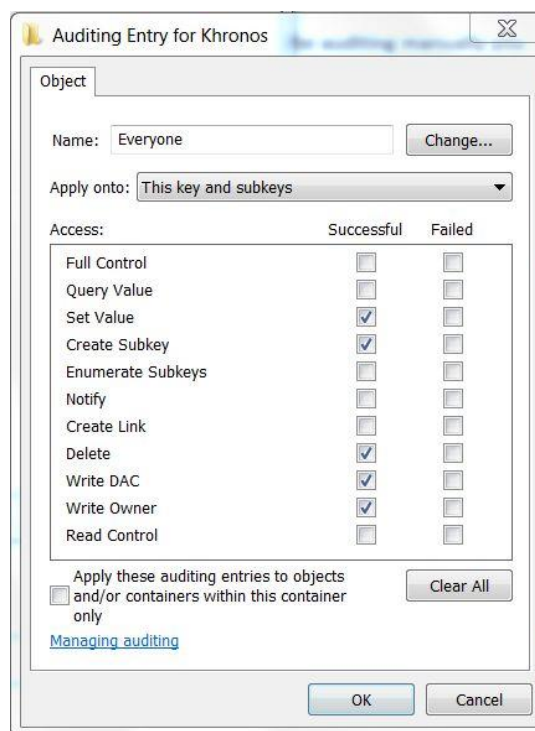 Auditing Entry for Khronos
Object
Name: Everyone Change...
Apply onto: This key and subkeys
Access: Successful Failed
Full Control
Query Value
Set Value
Create Subkey
Enumerate Subkeys
Notify
Create Link
Delete
Write DAC
Write Owner
Read Control
Apply these auditing entries to objects
and/or containers within this container
only
Clear All
Managing auditing
OK Cancel